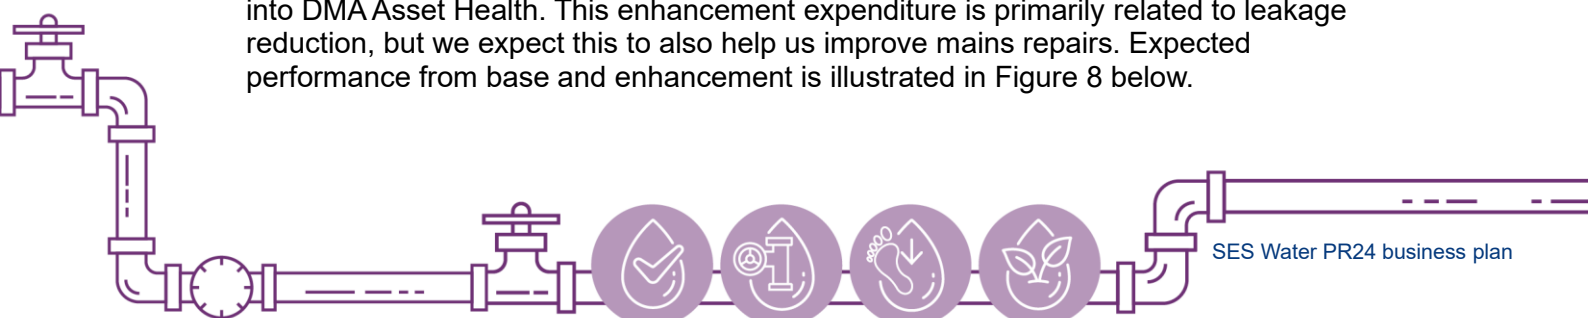 into DMA Asset Health. This enhancement expenditure is primarily related to leakage
reduction, but we expect this to also help us improve mains repairs. Expected
performance from base and enhancement is illustrated in Figure 8 below.
SES Water PR24 business plan